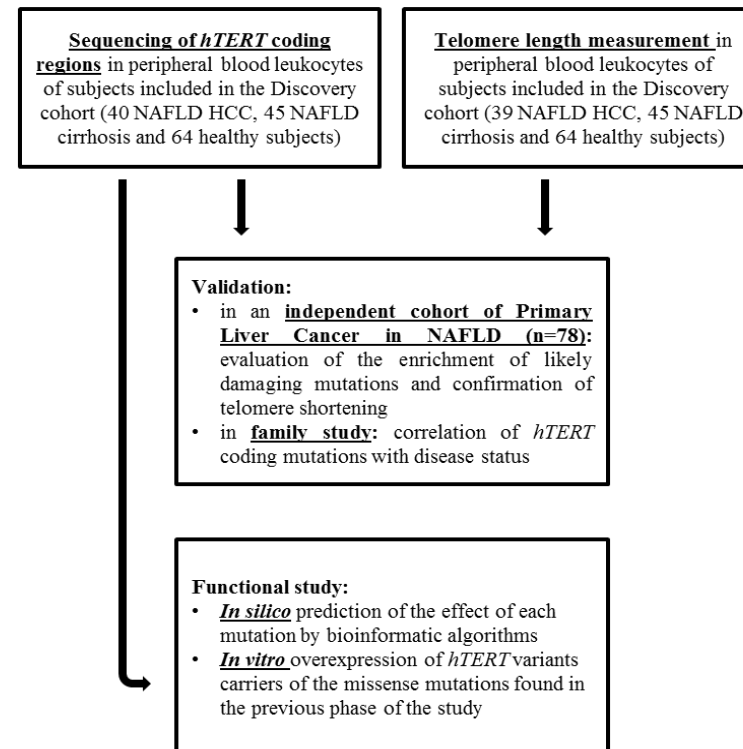 Sequencing of hTERT coding
regions in peripheral blood leukocytes
of subjects included in the Discovery
cohort (40 NAFLD HCC, 45 NAFLD
cirrhosis and 64 healthy subjects)
Telomere length measurement in
peripheral blood leukocytes of
subjects included in the Discovery
cohort (39 NAFLD HCC, 45 NAFLD
cirrhosis and 64 healthy subjects)
Validation:
• in an independent cohort of Primary
Liver Cancer in NAFLD (n=78):
evaluation of the enrichment of likely
damaging mutations and confirmation of
telomere shortening
• in family study: correlation of hTERT
coding mutations with disease status
Functional study:
• In silico prediction of the effect of each
mutation by bioinformatic algorithms
• In vitro overexpression of hTERT variants
carriers of the missense mutations found in
the previous phase of the study